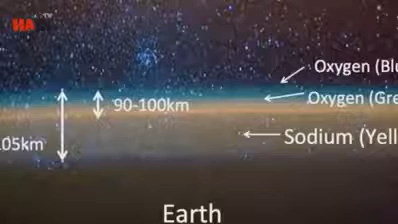 Oxygen (Blu
Oxygen (Gre
90-100km
Sodium (Yell
05km
Earth